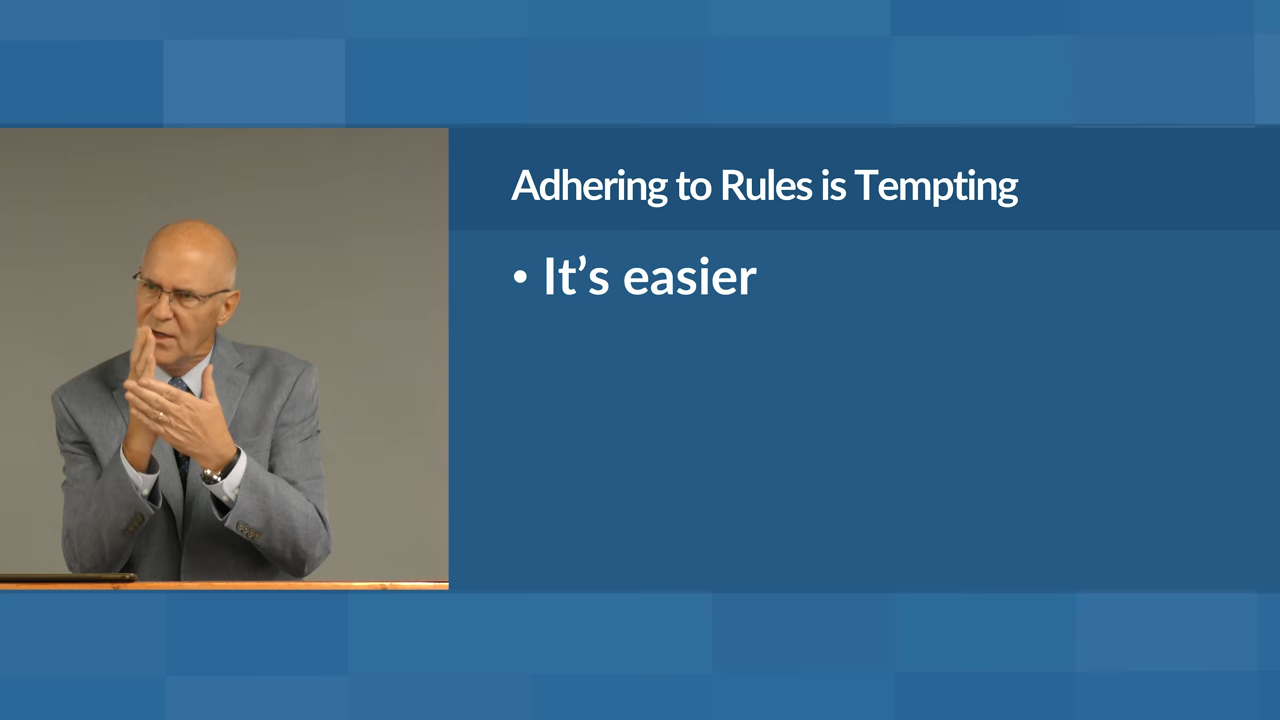 Adhering to Rules is Tempting
• It’s easier